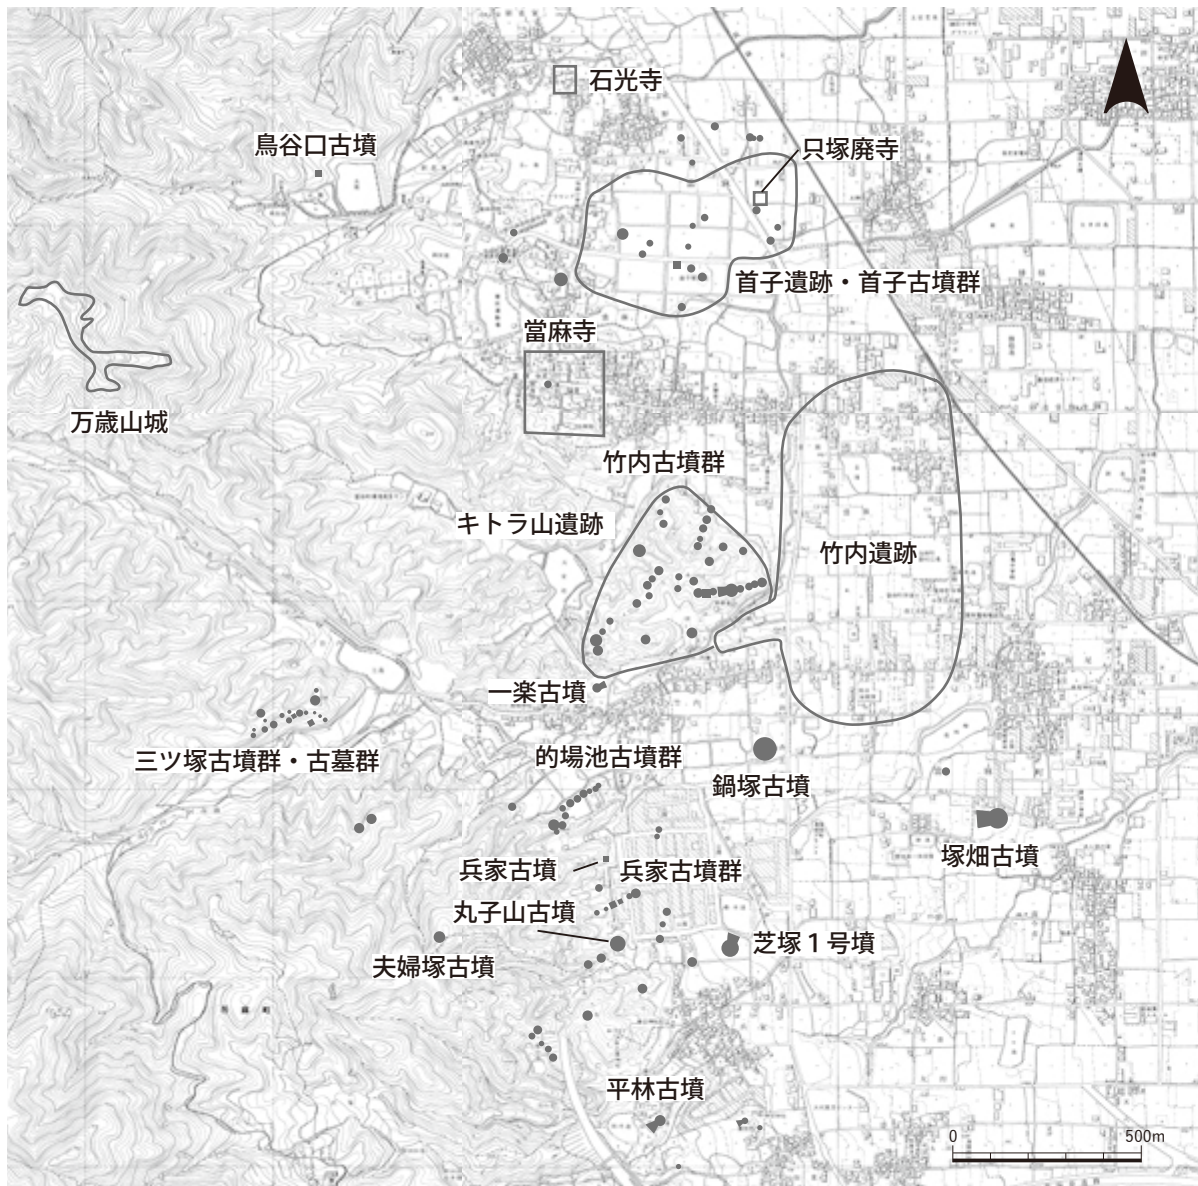 石光寺
鳥谷口古墳
只塚廃寺
首子遺跡・首子古墳群
當麻寺
万歳山城
竹内古墳群
キトラ山遺跡
竹内遺跡
一楽古墳
三ツ塚古墳群・古墓群
的場池古墳群
鍋塚古墳
塚畑古墳
兵家古墳
兵家古墳群
丸子山古墳
芝塚1号墳
夫婦塚古墳
平林古墳
0
500m